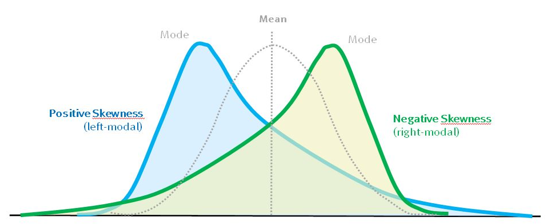 Mean
Mode
Mode
Positive Skewness
(left-modal)
Negative Skewness
(right-modal)